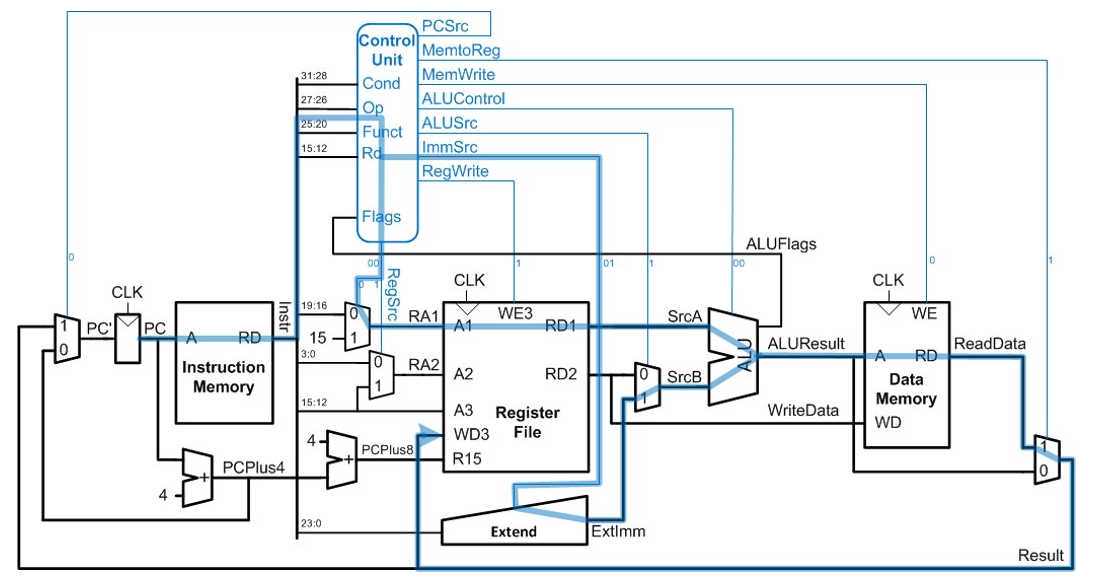 PCSrc
Control
Unit
MemtoReg
MemWrite
31:28
Cond
27:26
Op
ALUControl
25:20
Funct
ALUSrc
15:12
Rd
ImmSrc
RegWrite
Flags
ALUFlags
0
00
1
01
1
00
0
1
CLK
CLK
CLK
RegSrc
0
1
Instr
19:16
0
15
1
RA1
A1
WE3
RD1
SrcA
WE
1
PC'
PC
0
A
RD
Instruction
Memory
3:0
0
1
RA2
A2
RD2
0
1
SrcB
ALU
ALUResult
A
RD
ReadData
Data
Memory
15:12
A3
Register
File
WriteData
WD
WD3
4
+
PCPlus8
R15
1
0
PCPlus4
+
4
23:0
Extend
ExtImm
Result